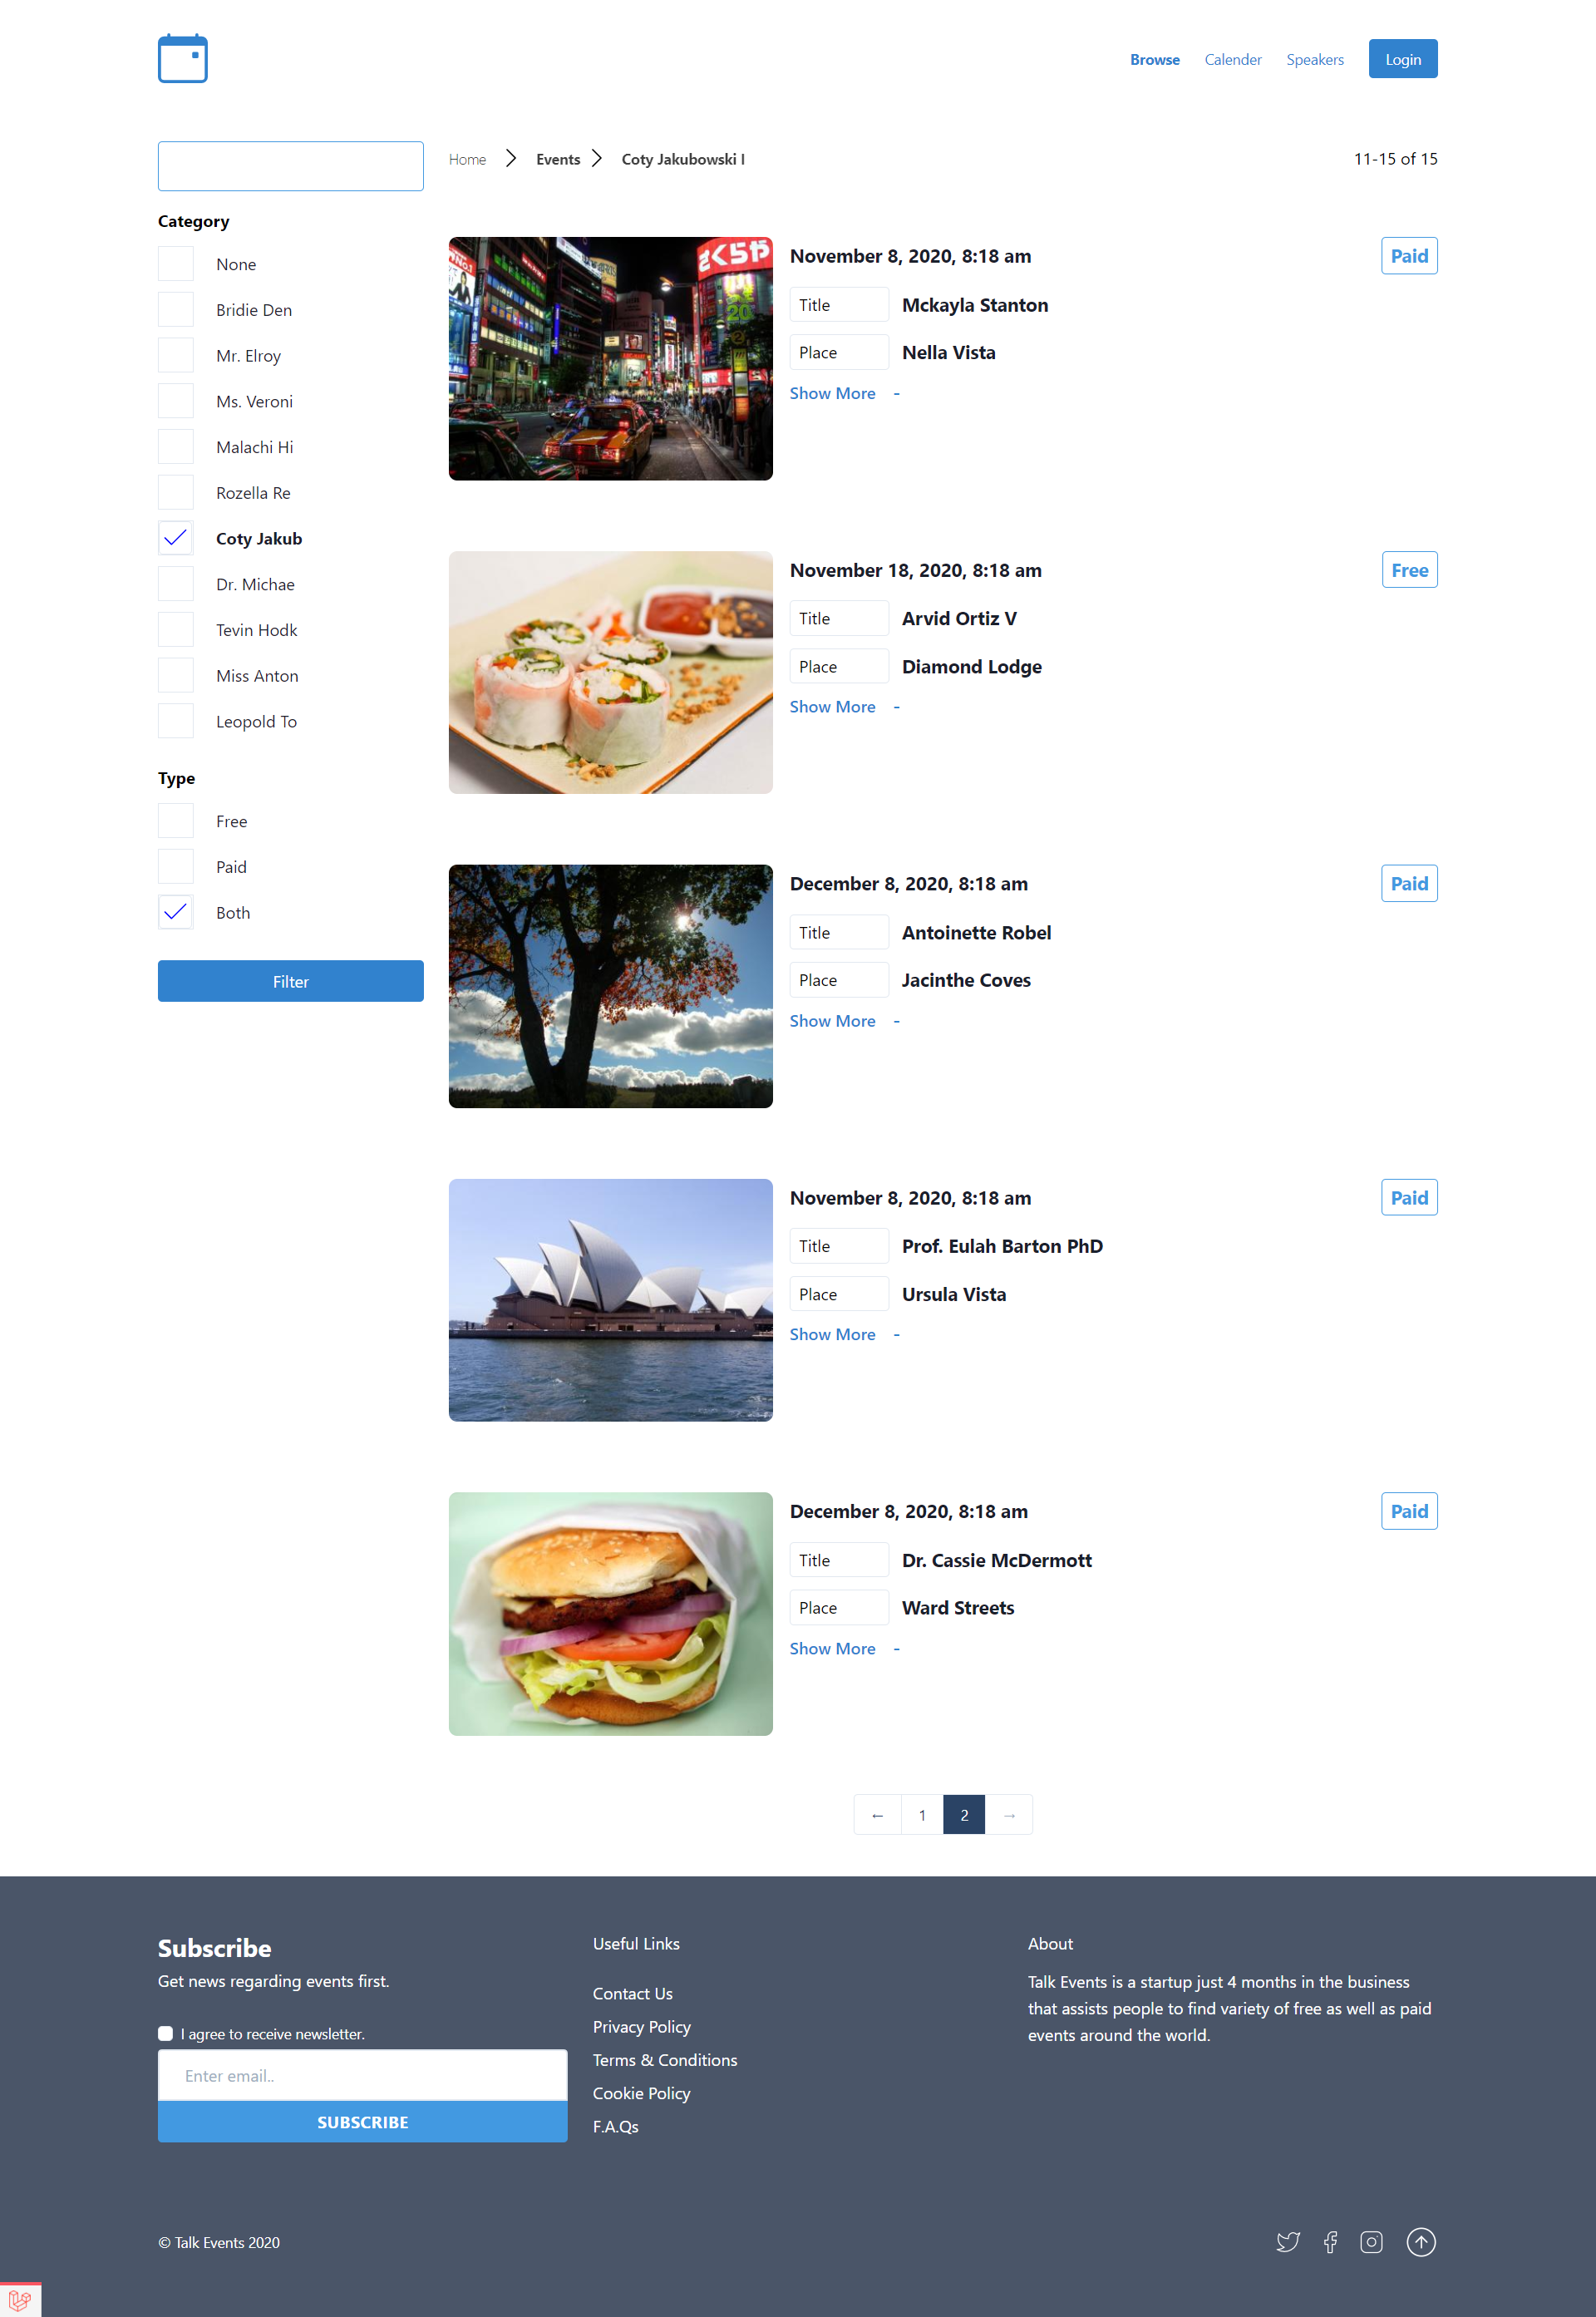 Browse
Calender
Speakers
Login
Home
Events
Coty Jakubowski I
11-15 of 15
Category
None
Bridie Den
Mr. Elroy
Ms. Veroni
Malachi Hi
Rozella Re
Coty Jakub
Dr. Michae
Tevin Hodk
Miss Anton
Leopold To
Type
Free
Paid
Both
Filter
さくらや
20
November 8, 2020, 8:18 am
Paid
Title Mckayla Stanton
Place Nella Vista
Show More -
November 18, 2020, 8:18 am
Free
Title Arvid Ortiz V
Place Diamond Lodge
Show More -
December 8, 2020, 8:18 am
Paid
Title Antoinette Robel
Place Jacinthe Coves
Show More -
November 8, 2020, 8:18 am
Paid
Title Prof. Eulah Barton PhD
Place Ursula Vista
Show More -
December 8, 2020, 8:18 am
Paid
Title Dr. Cassie McDermott
Place Ward Streets
Show More -
← 1 2 →
Subscribe
Get news regarding events first.
I agree to receive newsletter.
Enter email..
SUBSCRIBE
Useful Links
Contact Us
Privacy Policy
Terms & Conditions
Cookie Policy
F.A.Qs
About
Talk Events is a startup just 4 months in the business
that assists people to find variety of free as well as paid
events around the world.
© Talk Events 2020